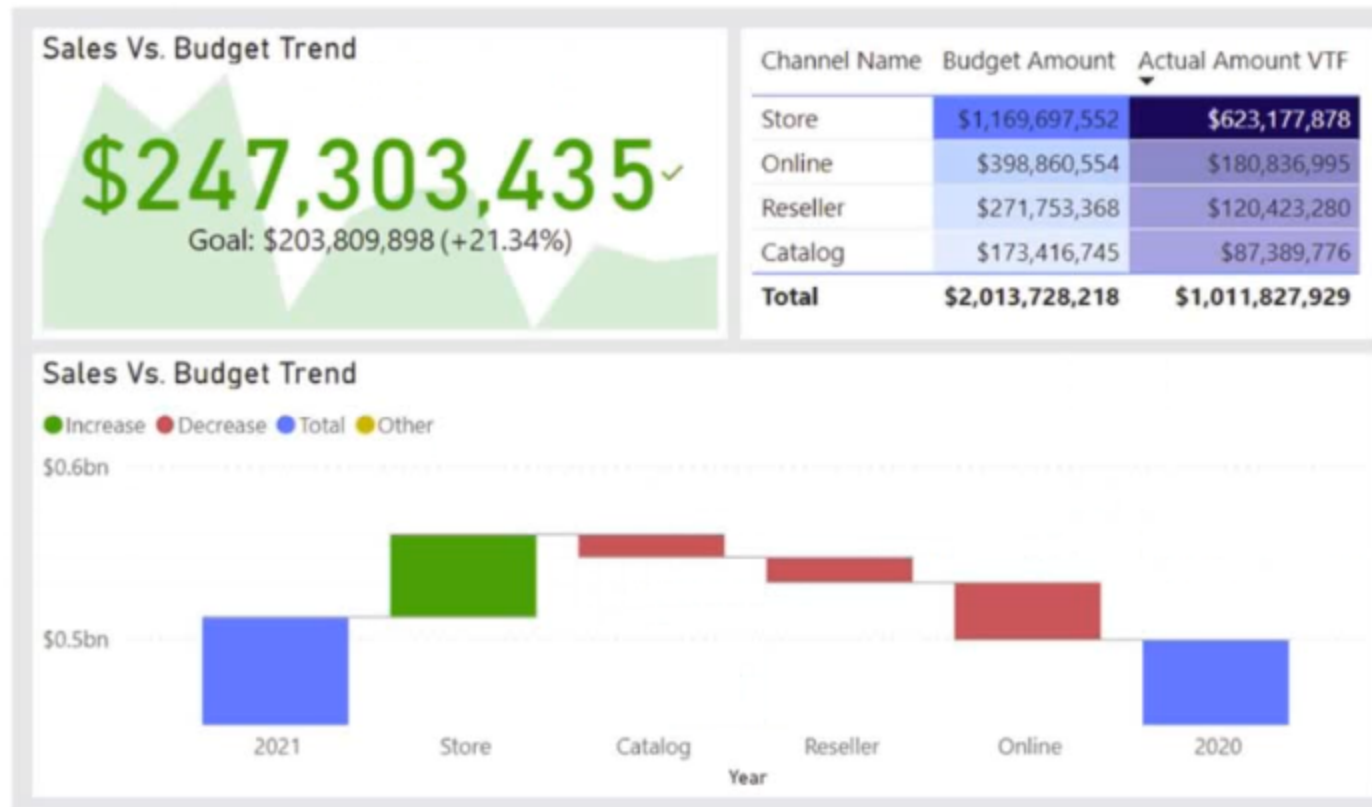 Sales Vs. Budget Trend
$247,303,435
Goal: $203,809,898 (+21.34%)
Channel Name Budget Amount Actual Amount VTF
Store $1,169,697,552 $623,177,878
Online $398,860,554 $180,836,995
Reseller $271,753,368 $120,423,280
Catalog $173,416,745 $87,389,776
Total $2,013,728,218 $1,011,827,929
Sales Vs. Budget Trend
Increase Decrease Total Other
$0.6bn
$0.5bn
2021 Store Catalog Reseller Online 2020
Year